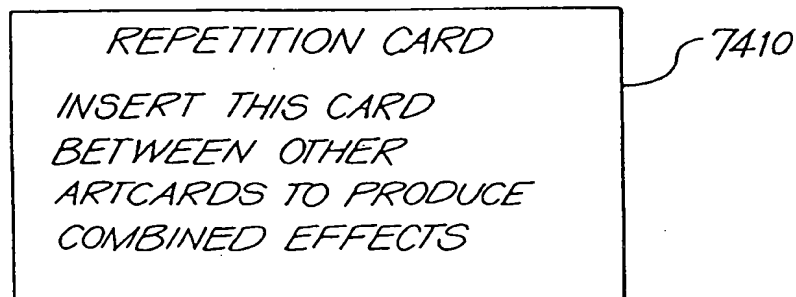 REPETITION CARD
7410
INSERT THIS CARD
BETWEEN OTHER
ARTCARDS TO PRODUCE
COMBINED EFFECTS